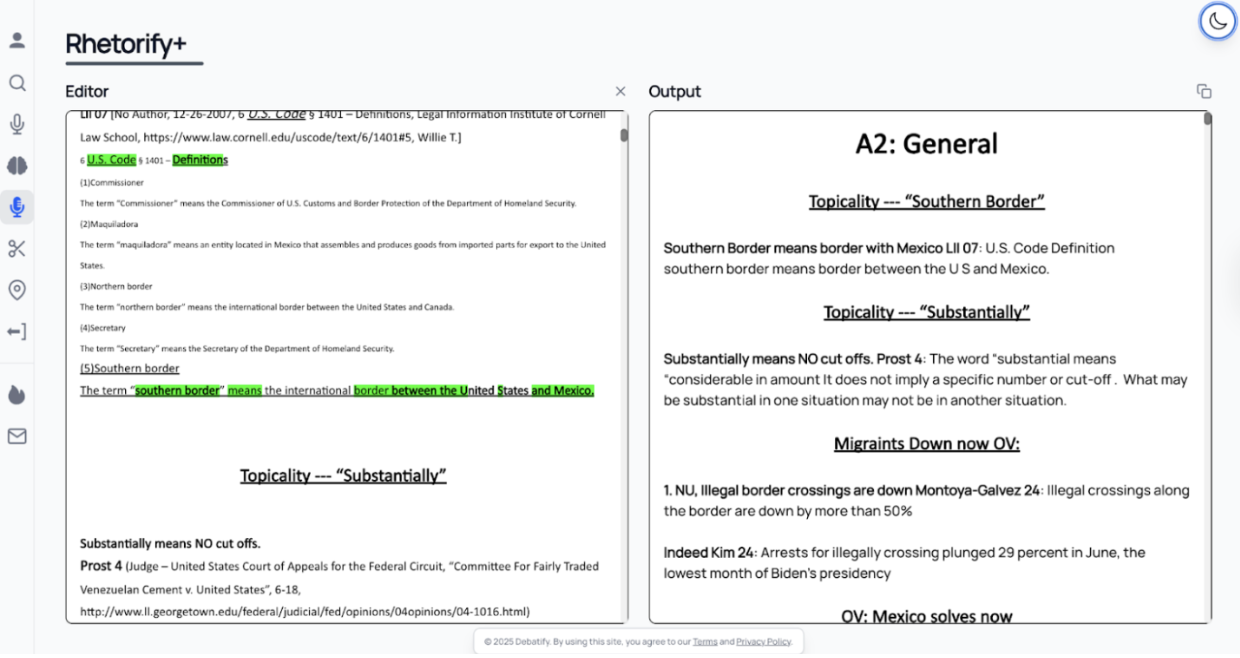 Rhetorify+
Editor
LII 07 [No Author, 12-26-2007, 6 U.S. Code § 1401 – Definitions, Legal Information Institute of Cornell
Law School, https://www.law.cornell.edu/uscode/text/6/1401#5, Willie T.]
6 U.S. Code § 1401 – Definitions
(1)Commissioner
The term "Commissioner" means the Commissioner of U.S. Customs and Border Protection of the Department of Homeland Security.
(2)Maquiladora
The term "maquiladora" means an entity located in Mexico that assembles and produces goods from imported parts for export to the United
States.
(3)Northern border
The term "northern border" means the international border between the United States and Canada.
(4)Secretary
The term "Secretary" means the Secretary of the Department of Homeland Security.
(5)Southern border
The term "southern border" means the international border between the United States and Mexico.
Topicality --- “Substantially”
Substantially means NO cut offs.
Prost 4 (Judge – United States Court of Appeals for the Federal Circuit, “Committee For Fairly Traded
Venezuelan Cement v. United States”, 6-18,
http://www.ll.georgetown.edu/federal/judicial/fed/opinions/04opinions/04-1016.html)
Output
A2: General
Topicality --- “Southern Border”
Southern Border means border with Mexico LII 07: U.S. Code Definition
southern border means border between the U S and Mexico.
Topicality --- “Substantially”
Substantially means NO cut offs. Prost 4: The word “substantial means
“considerable in amount It does not imply a specific number or cut-off . What may
be substantial in one situation may not be in another situation.
Migraints Down now OV:
1. NU, Illegal border crossings are down Montoya-Galvez 24: Illegal crossings along
the border are down by more than 50%
Indeed Kim 24: Arrests for illegally crossing plunged 29 percent in June, the
lowest month of Biden's presidency
OV: Mexico solves now
© 2025 Debatify. By using this site, you agree to our Terms and Privacy Policy.